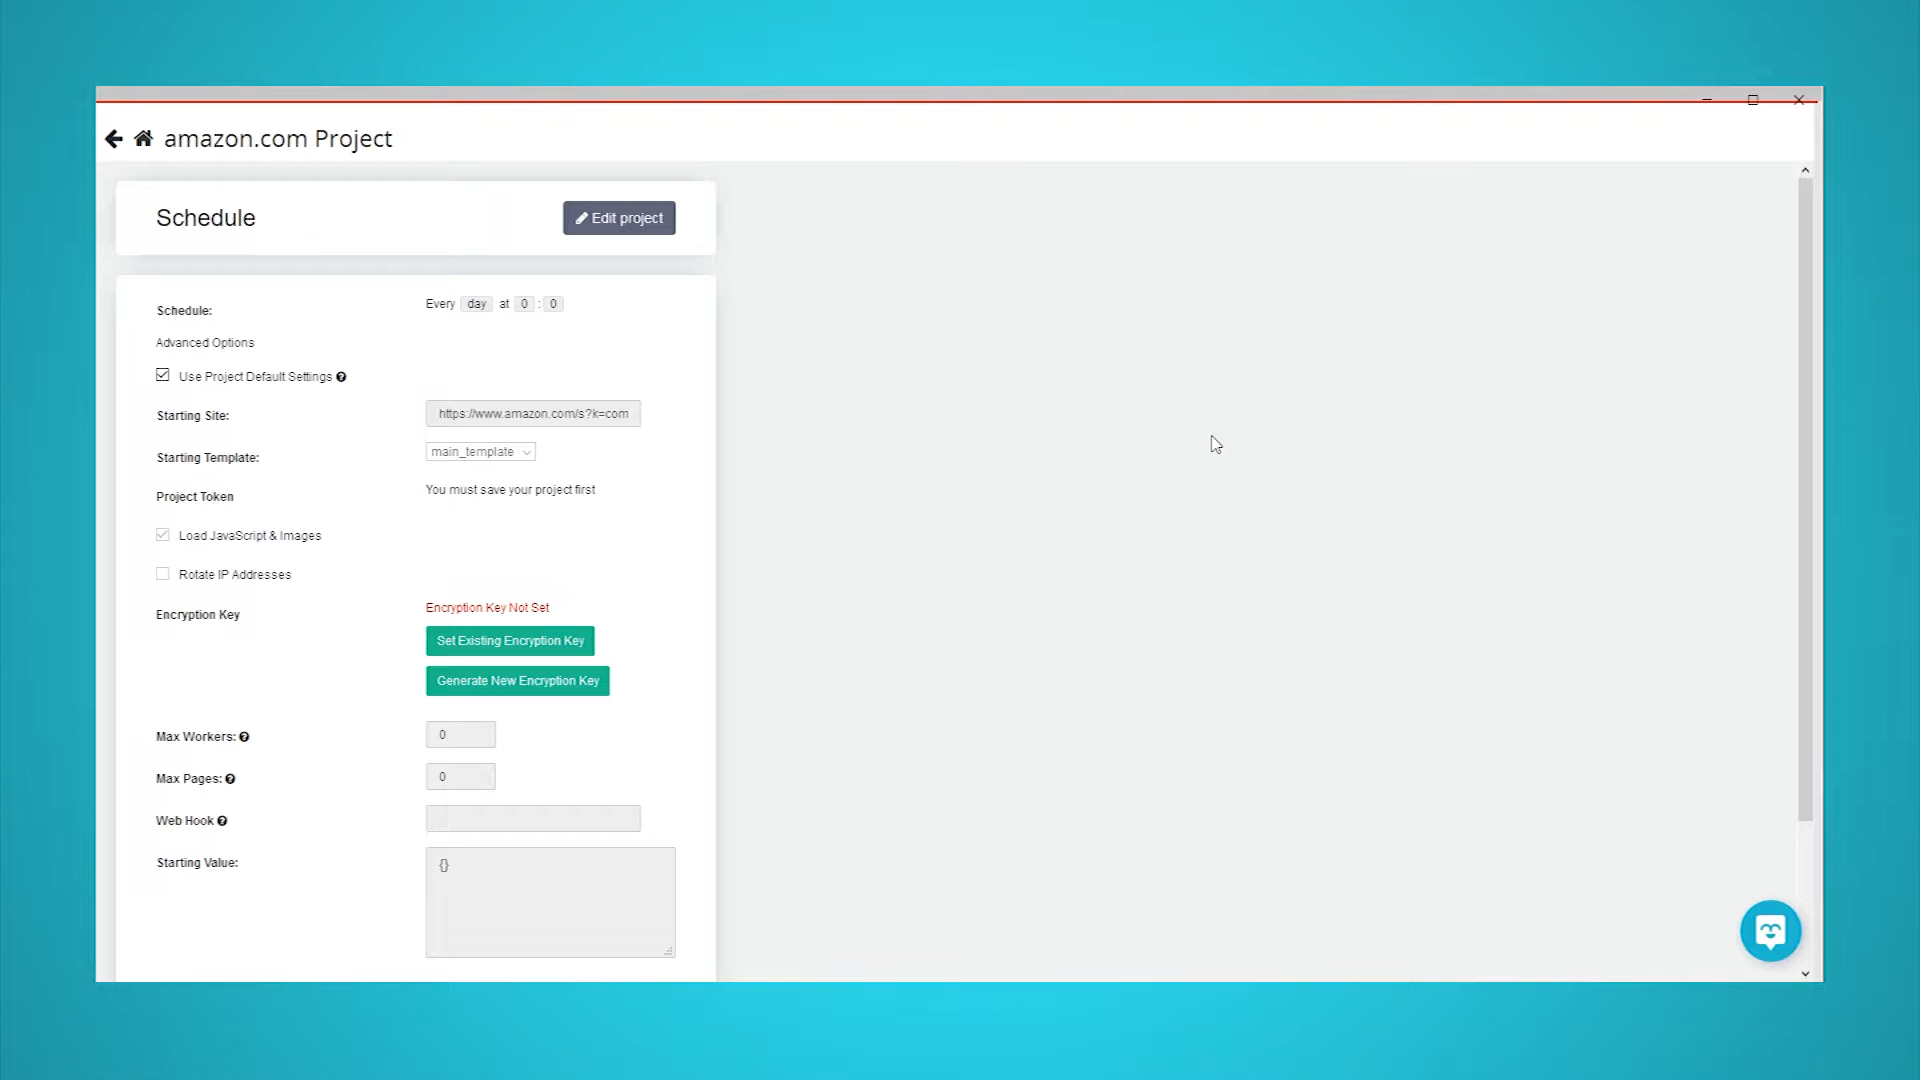 amazon.com Project
Schedule
Edit project
Schedule: Every day at 0 : 0
Advanced Options
Use Project Default Settings
Starting Site: https://www.amazon.com/s?k=com
Starting Template: main_template
Project Token You must save your project first
Load JavaScript & Images
Rotate IP Addresses
Encryption Key Encryption Key Not Set
Set Existing Encryption Key
Generate New Encryption Key
Max Workers: 0
Max Pages: 0
Web Hook
Starting Value: {}